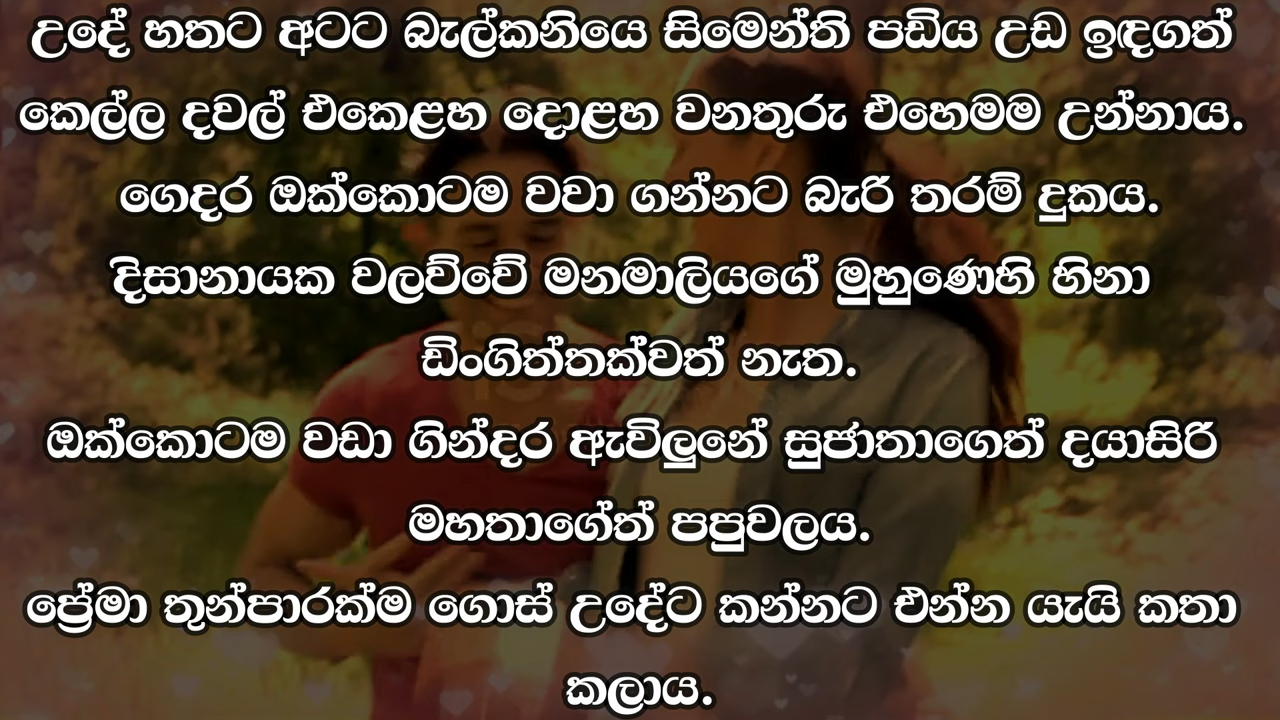 උදේ හතට අටට බැල්කනියෙ සිමෙන්ති පඩිය උඩ ඉඳගත්
කෙල්ල දවල් එකෙළහ දොළහ වනතුරු එහෙමම උන්නාය.
ගෙදර ඔක්කොටම වවා ගන්නට බැරි තරම් දුකය.
දිසානායක වලව්වේ මනමාලියගේ මුහුණෙහි හිනා
ඩිංගිත්තක්වත් නැත.
ඔක්කොටම වඩා ගින්දර ඇවිලුනේ සුජාතාගෙත් දයාසිරි
මහතාගේත් පපුවලය.
ප්‍රේමා තුන්පාරක්ම ගොස් උදේට කන්නට එන්න යැයි කතා
කලාය.